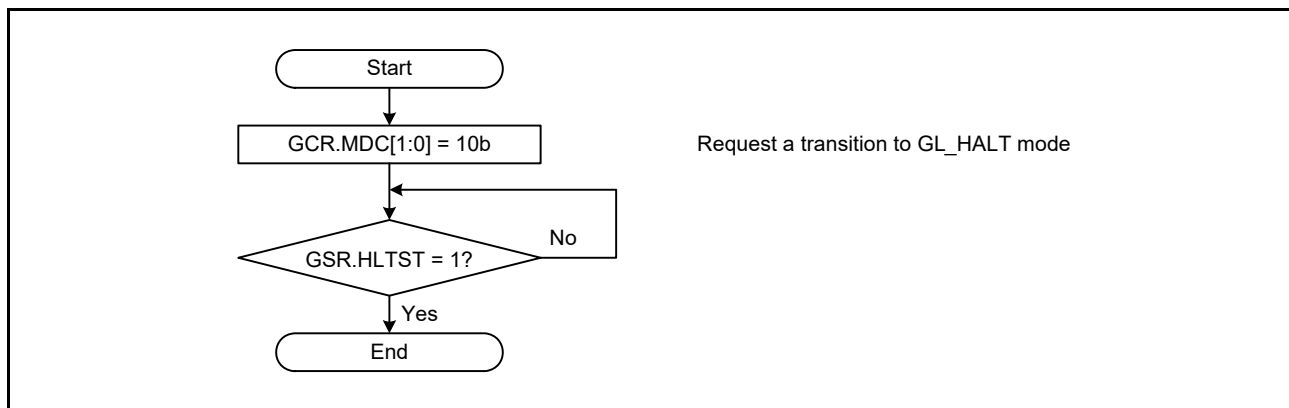 Start
GCR.MDC[1:0] = 10b
Request a transition to GL_HALT mode
No
GSR.HLTST = 1?
Yes
End